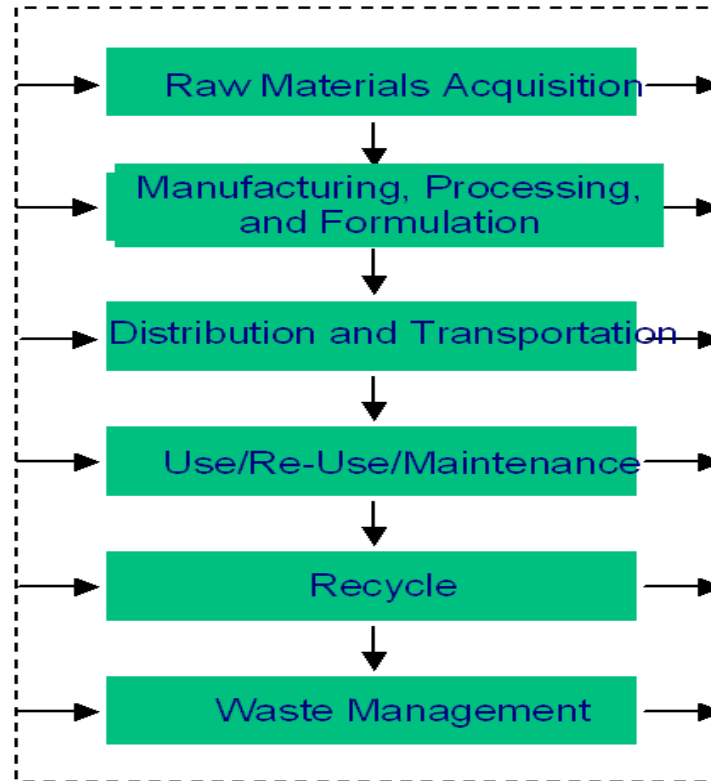 Raw Materials Acquisition
Manufacturing, Processing,
and Formulation
Distribution and Transportation
Use/Re-Use/Maintenance
Recycle
Waste Management